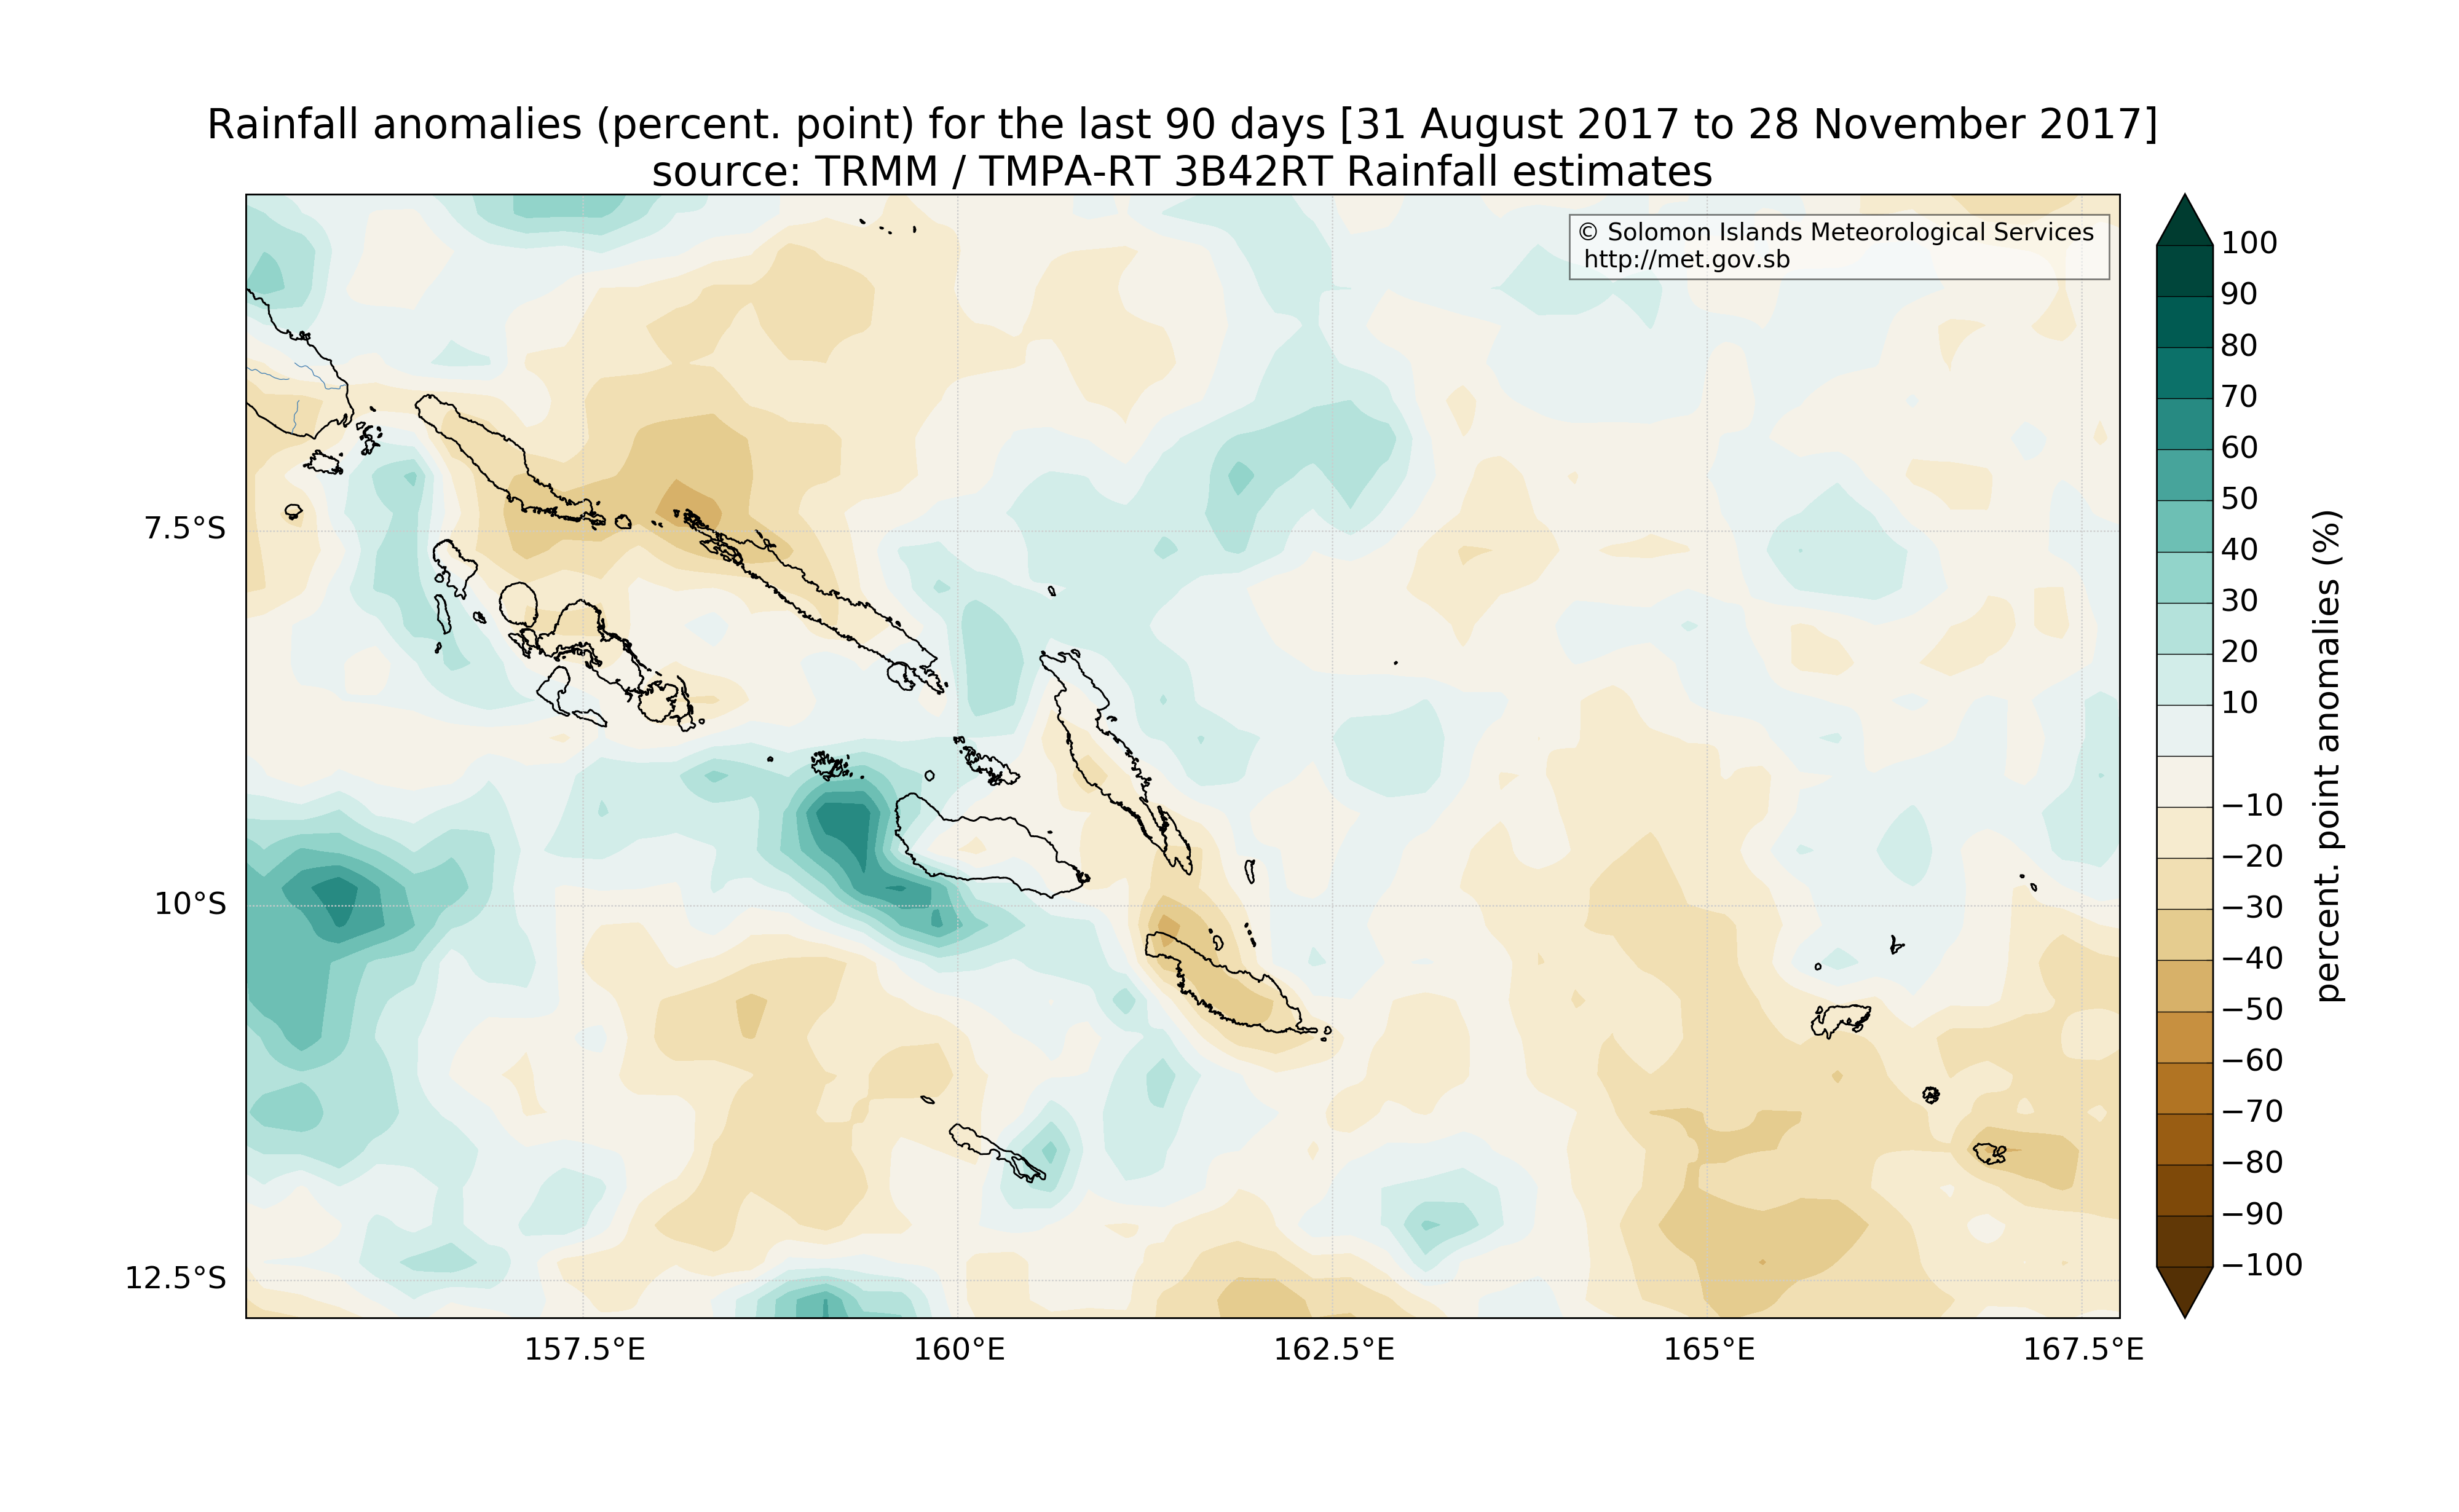 Rainfall anomalies (percent. point) for the last 90 days [31 August 2017 to 28 November 2017]
source: TRMM / TMPA-RT 3B42RT Rainfall estimates
© Solomon Islands Meteorological Services
http://met.gov.sb
7.5°S
10°S
12.5°S
157.5°E
160°E
162.5°E
165°E
167.5°E
100
90
80
70
60
50
40
30
20
10
−10
−20
−30
−40
−50
−60
−70
−80
−90
−100
percent. point anomalies (%)